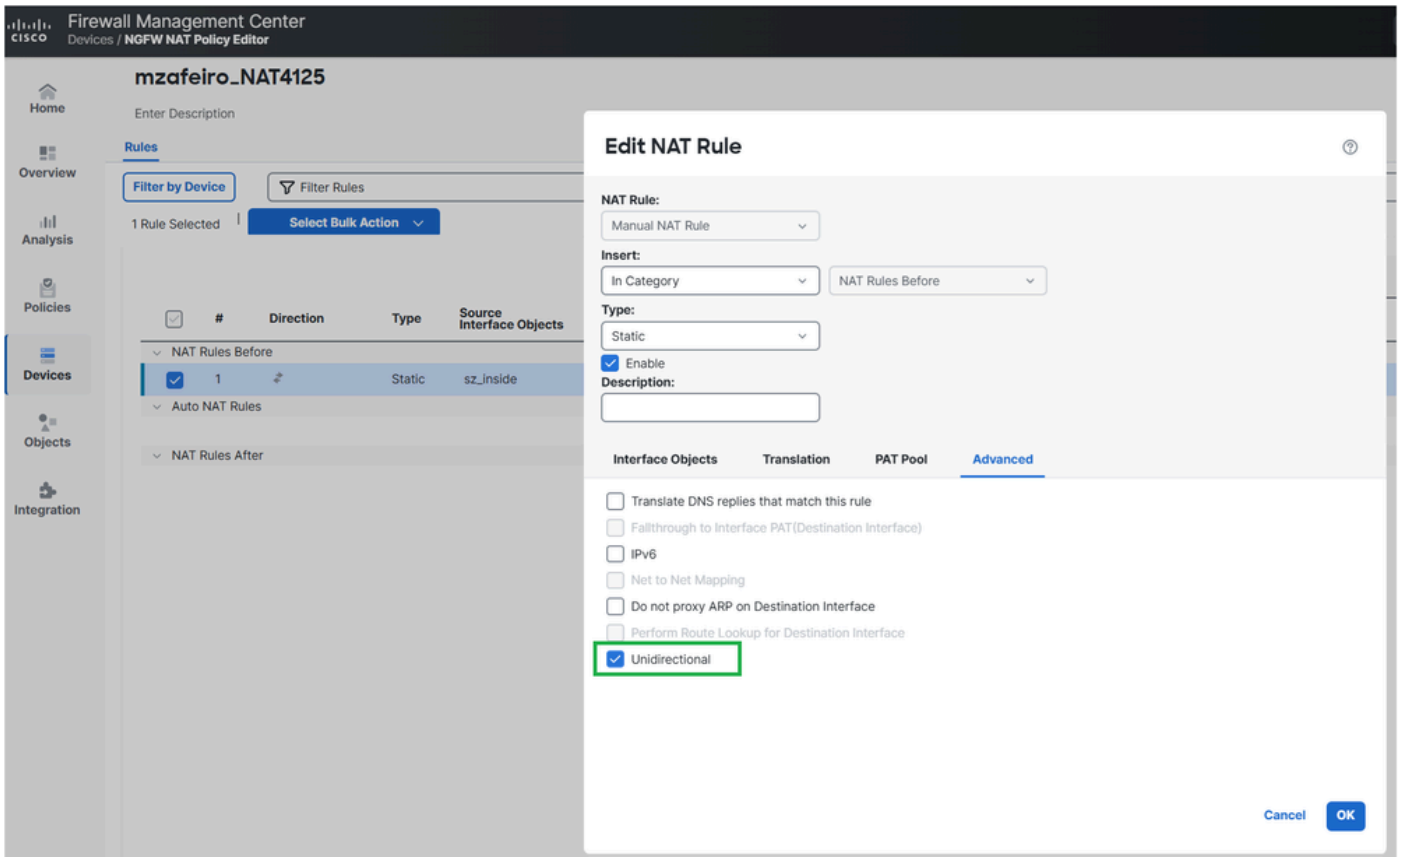 Firewall Management Center
CISCO
Devices / NGFW NAT Policy Editor
mzafeiro_NAT4125
Enter Description
Home
Overview
Analysis
Policies
Devices
Objects
Integration
Rules
Filter by Device
Filter Rules
1 Rule Selected
Select Bulk Action
#
Direction
Type
Source
Interface Objects
NAT Rules Before
1
Static
sz_inside
Auto NAT Rules
NAT Rules After
Edit NAT Rule
NAT Rule:
Manual NAT Rule
Insert:
In Category
NAT Rules Before
Type:
Static
Enable
Description:
Interface Objects
Translation
PAT Pool
Advanced
Translate DNS replies that match this rule
Fallthrough to Interface PAT(Destination Interface)
IPv6
Net to Net Mapping
Do not proxy ARP on Destination Interface
Perform Route Lookup for Destination Interface
Unidirectional
Cancel
OK